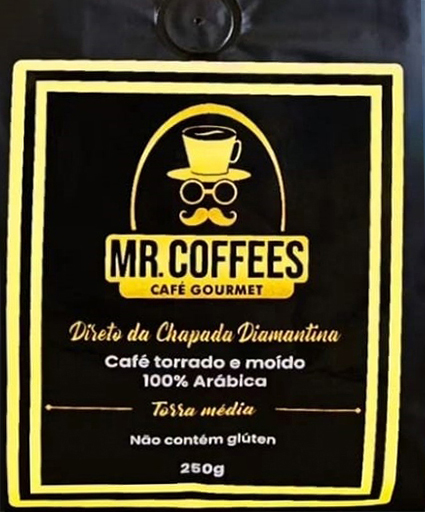 MR. COFFEES
CAFÉ GOURMET
Direto da Chapada Diamantina
Café torrado e moído
100% Arábica
Torra média
Não contém glúten
250g